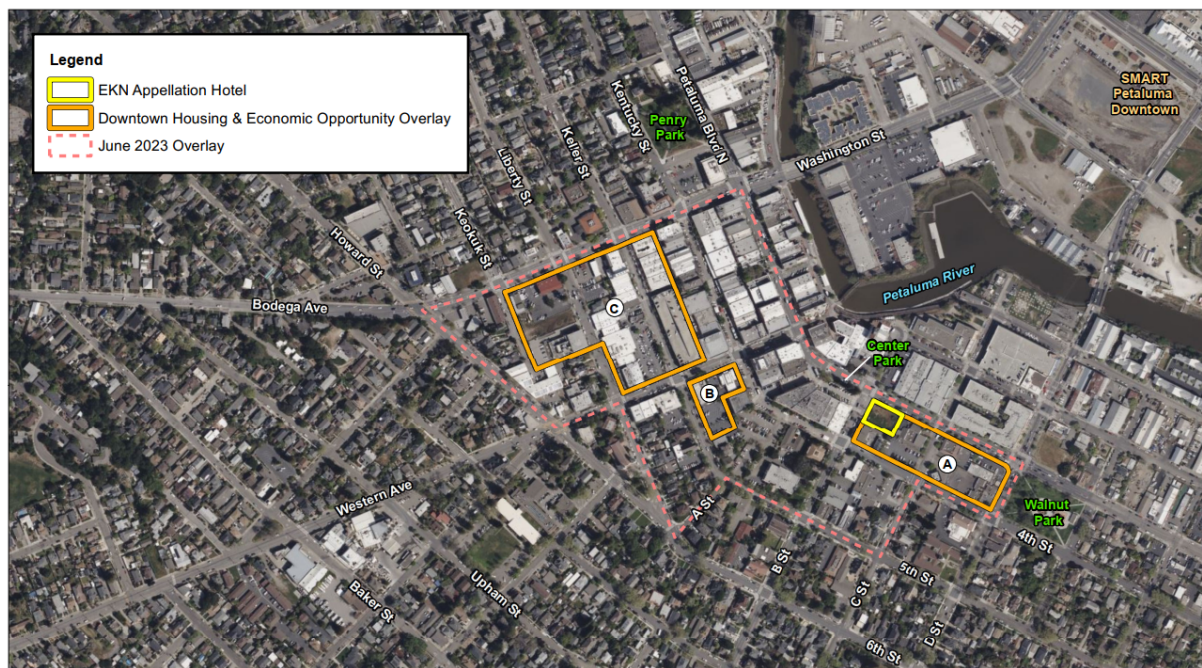 Legend
EKN Appellation Hotel
Downtown Housing & Economic Opportunity Overlay
June 2023 Overlay
SMART
Petaluma
Downtown
Petaluma Blvd N
Kentucky St
Penry
Park
Keller St
Washington St
Liberty St
Keokuk St
Howard St
Petaluma River
Bodega Ave
C
Center
Park
B
A
Western Ave
A St
Walnut
Park
4th St
B St
5th St
Upham St
Baker St
C St
D St
6th St